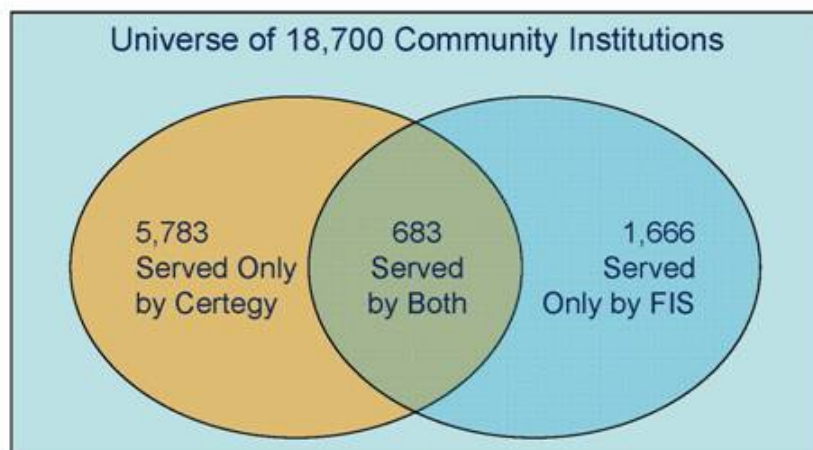 Universe of 18,700 Community Institutions
5,783
Served Only
by Certegy
683
Served
by Both
1,666
Served
Only by FIS